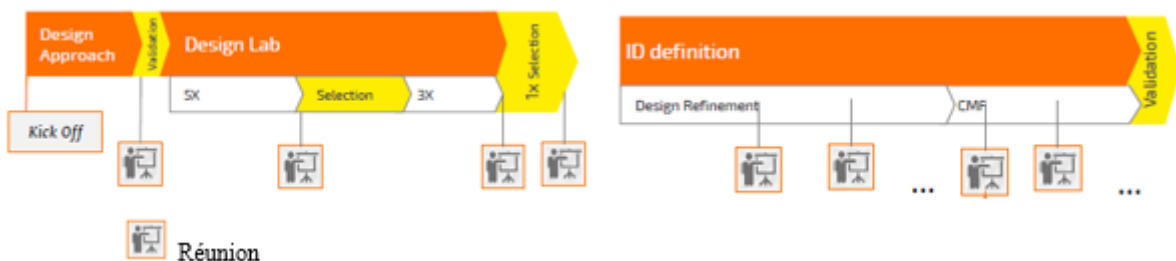 Design
Approach
Validation
Design Lab
5X
Selection
3X
1X Selection
Kick Off
ID definition
Design Refinement
CMF
Validation
...
...
Réunion